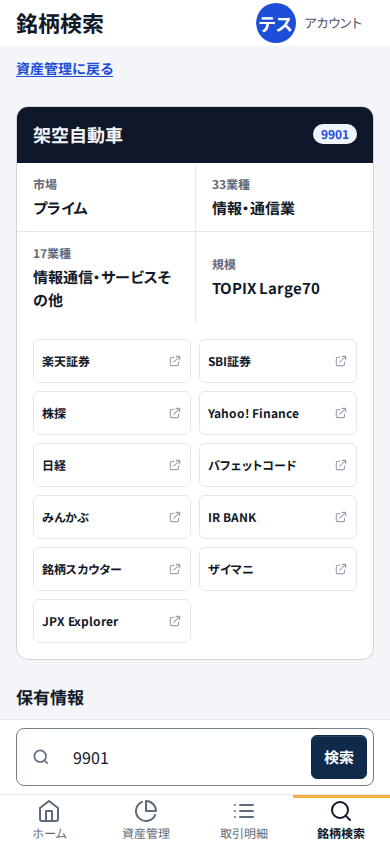 銘柄検索
テス
アカウント
資産管理に戻る
架空自動車
9901
市場
プライム
33業種
情報・通信業
17業種
情報通信・サービスそ
の他
規模
TOPIX Large70
楽天証券
SBI証券
株探
Yahoo! Finance
日経
バフェットコード
みんかぶ
IR BANK
銘柄スカウター
ザイマニ
JPX Explorer
保有情報
9901
検索
ホーム
資産管理
取引明細
銘柄検索